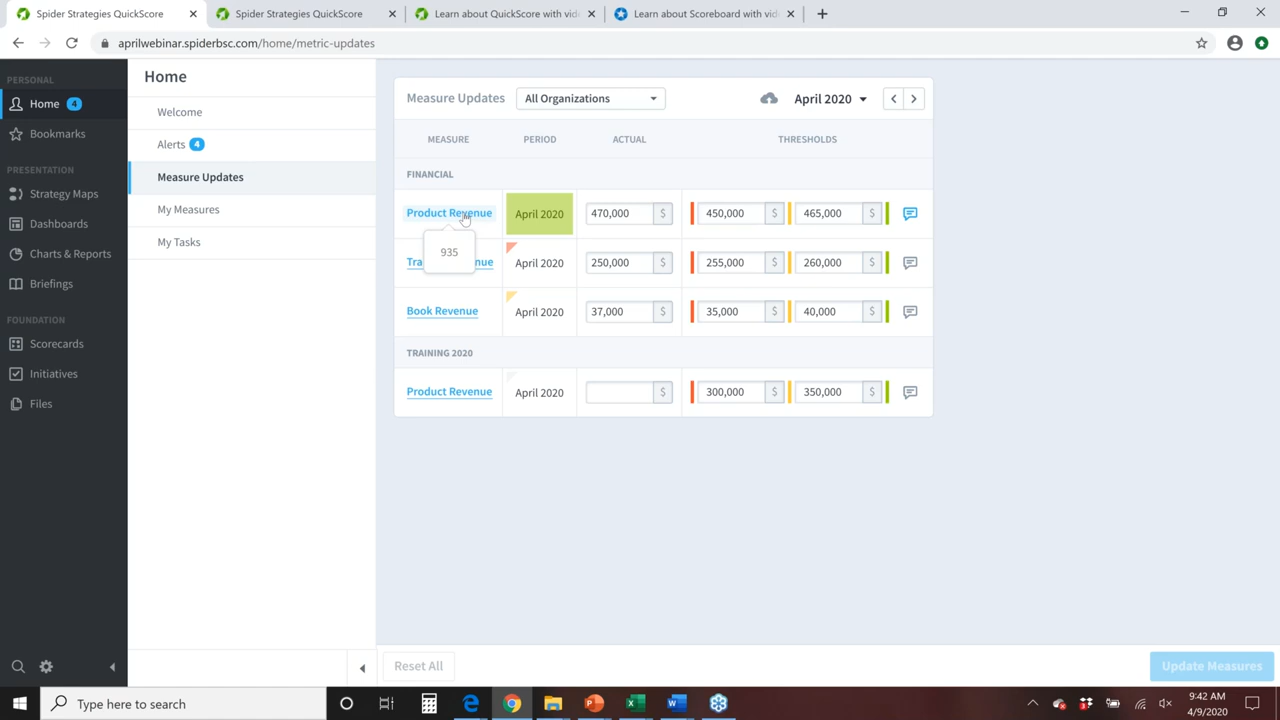 Spider Strategies QuickScore
Spider Strategies QuickScore
Learn about QuickScore with vide
Learn about Scoreboard with vid
aprilwebinar.spiderbsc.com/home/metric-updates
PERSONAL
Home 4
Bookmarks
PRESENTATION
Strategy Maps
Dashboards
Charts & Reports
Briefings
FOUNDATION
Scorecards
Initiatives
Files
Home
Welcome
Alerts 4
Measure Updates
My Measures
My Tasks
Measure Updates All Organizations April 2020
MEASURE PERIOD ACTUAL THRESHOLDS
FINANCIAL
Product Revenue April 2020 470,000 $ 450,000 $ 465,000 $
935
April 2020 250,000 $ 255,000 $ 260,000 $
Book Revenue April 2020 37,000 $ 35,000 $ 40,000 $
TRAINING 2020
Product Revenue April 2020 $ 300,000 $ 350,000 $
Reset All Update Measures
Type here to search
9:42 AM
4/9/2020